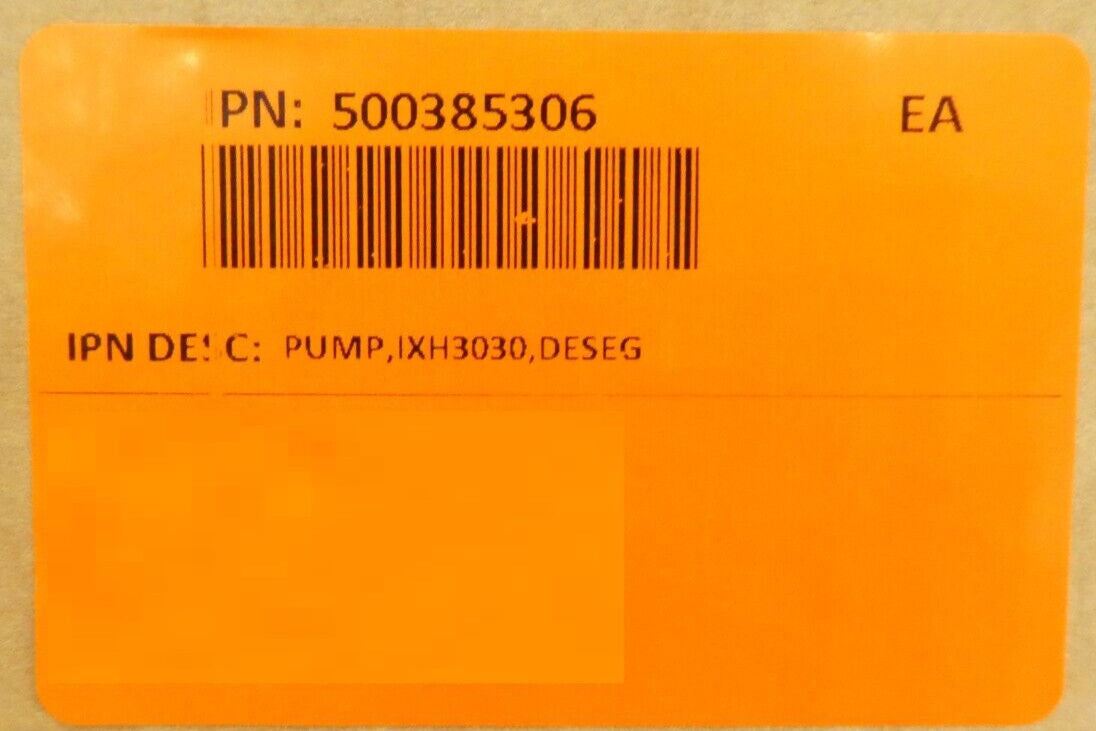 PN: 500385306 EA
IPN DESC: PUMP,IXH3030,DESEG